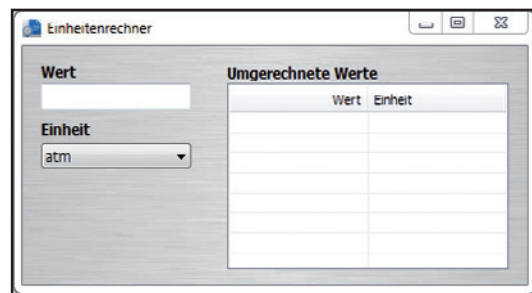 Einheitenrechner
Wert
Umgerechnete Werte
Wert Einheit
Einheit
atm